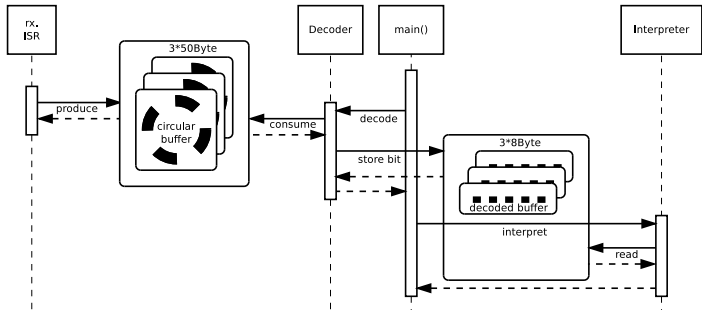 rx.
ISR
Decoder
main()
Interpreter
3*50Byte
produce
circular
buffer
consume
decode
store bit
3*8Byte
decoded buffer
interpret
read